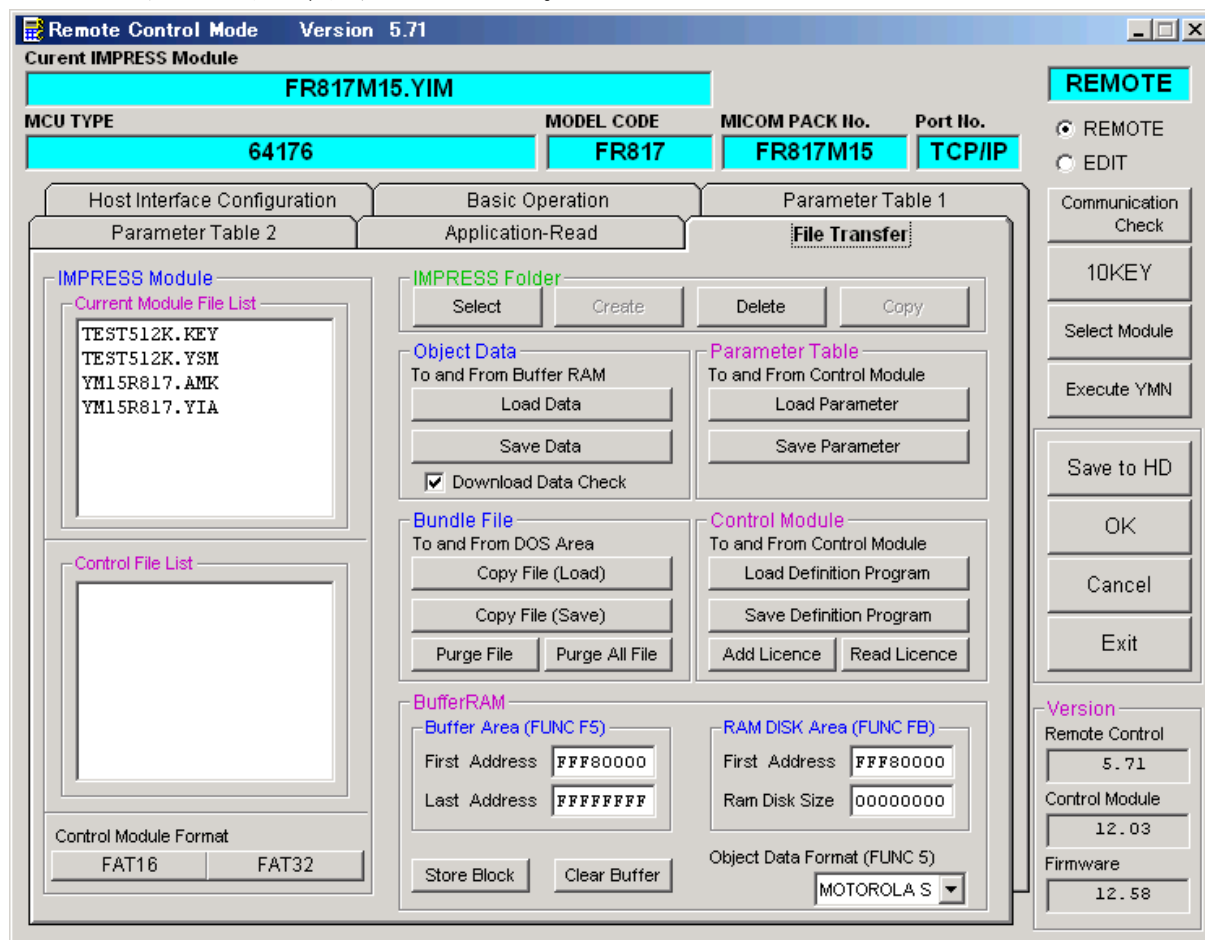 Remote Control Mode Version 5.71
Curent IMPRESS Module
FR817M15.YIM
REMOTE
MCU TYPE MODEL CODE MICOM PACK No. Port No.
64176 FR817 FR817M15 TCP/IP
REMOTE
EDIT
Host Interface Configuration Basic Operation Parameter Table 1
Parameter Table 2 Application-Read File Transfer
Communication
Check
10KEY
Select Module
Execute YMN
Save to HD
OK
Cancel
Exit
IMPRESS Module
Current Module File List
TEST512K.KEY
TEST512K.YSM
YM15R817.AMK
YM15R817.YIA
Control File List
Control Module Format
FAT16 FAT32
IMPRESS Folder
Select Create Delete Copy
Object Data
To and From Buffer RAM
Load Data
Save Data
Download Data Check
Parameter Table
To and From Control Module
Load Parameter
Save Parameter
Bundle File
To and From DOS Area
Copy File (Load)
Copy File (Save)
Purge File Purge All File
Control Module
To and From Control Module
Load Definition Program
Save Definition Program
Add Licence Read Licence
BufferRAM
Buffer Area (FUNC F5)
First Address FFF80000
Last Address FFFFFFFF
RAM DISK Area (FUNC FB)
First Address FFF80000
Ram Disk Size 00000000
Store Block Clear Buffer
Object Data Format (FUNC 5)
MOTOROLA S
Version
Remote Control
5.71
Control Module
12.03
Firmware
12.58